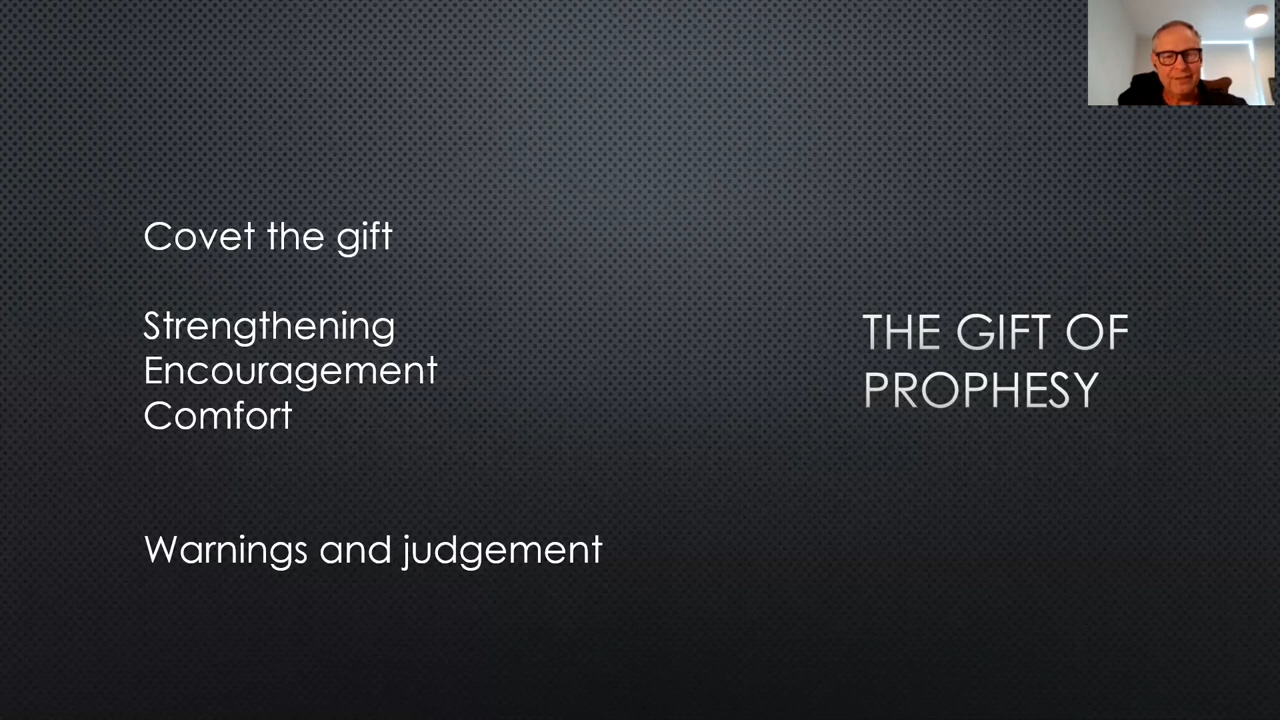 Covet the gift
Strengthening
Encouragement
Comfort
Warnings and judgement
THE GIFT OF
PROPHESY